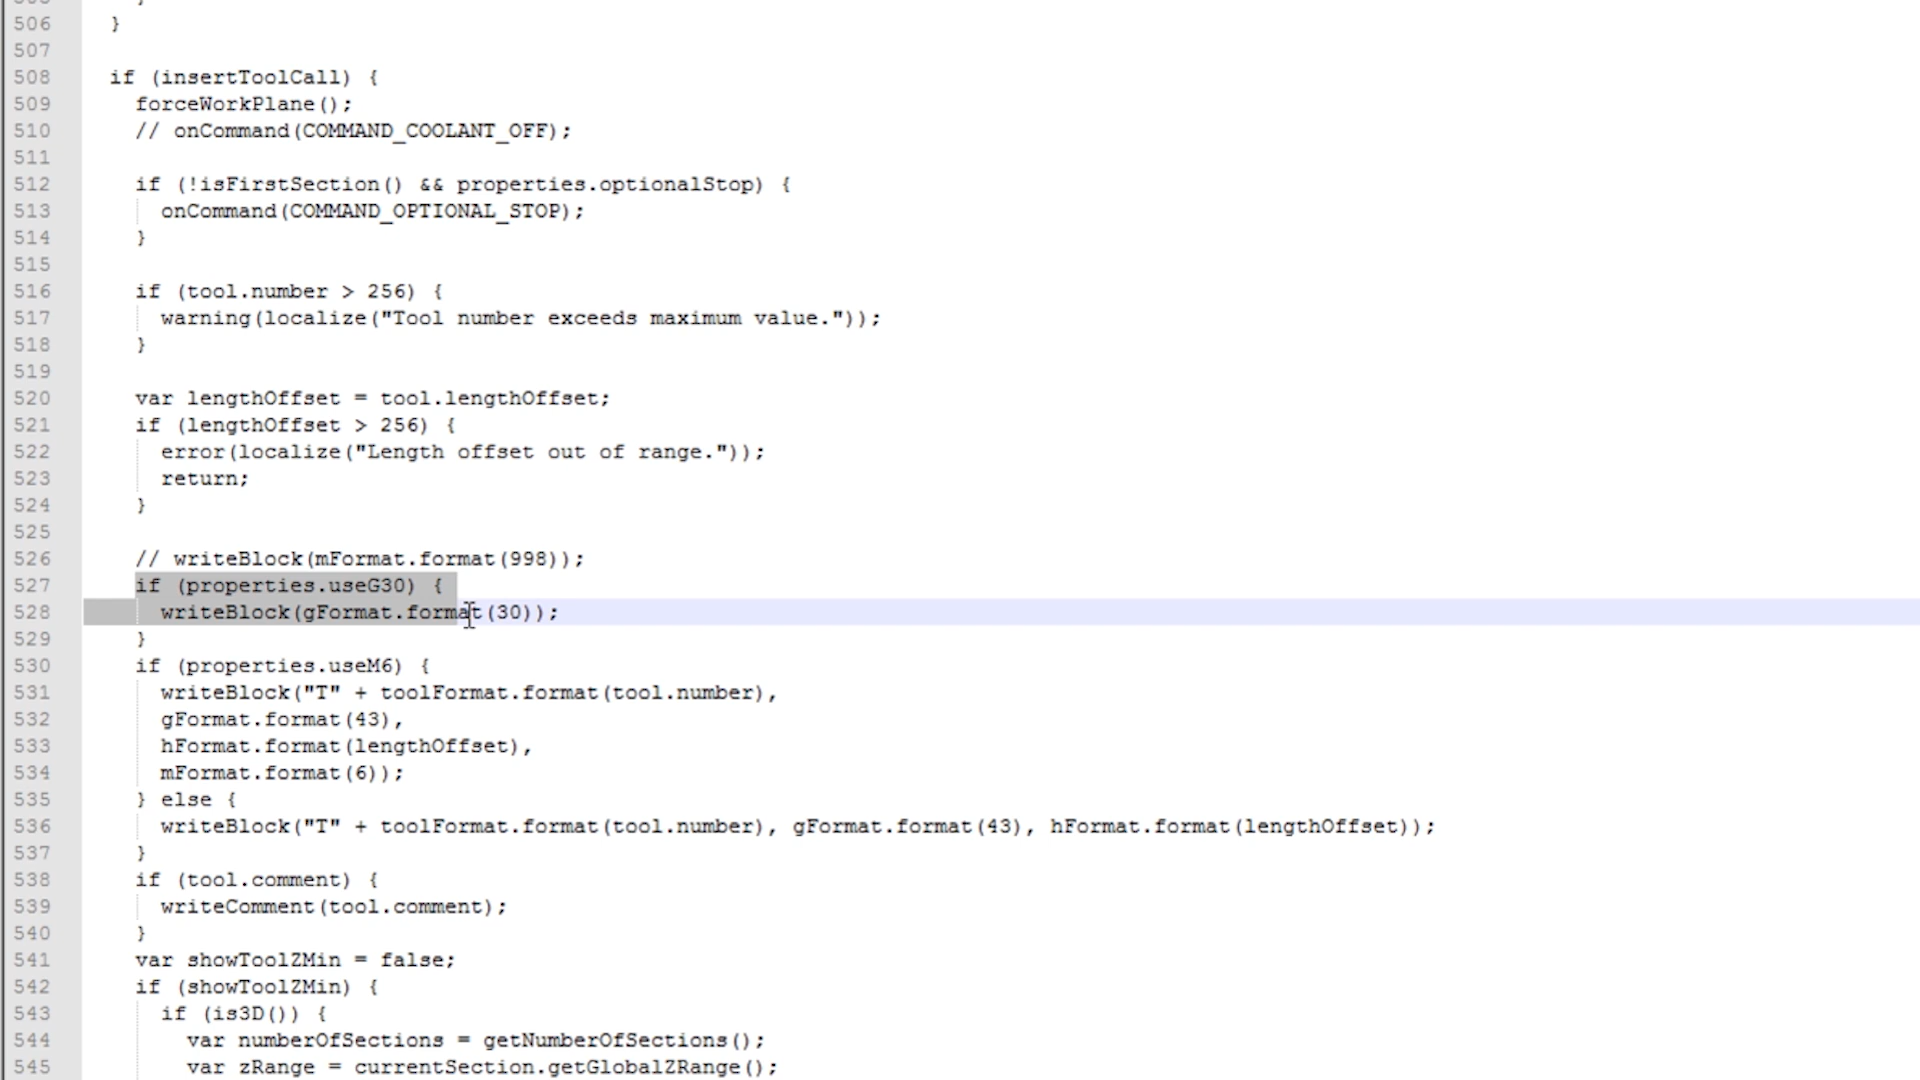 506 }
507
508 if (insertToolCall) {
509 forceWorkPlane();
510 // onCommand(COMMAND_COOLANT_OFF);
511
512 if (!isFirstSection() && properties.optionalStop) {
513 onCommand(COMMAND_OPTIONAL_STOP);
514 }
515
516 if (tool.number > 256) {
517 warning(localize("Tool number exceeds maximum value."));
518 }
519
520 var lengthOffset = tool.lengthOffset;
521 if (lengthOffset > 256) {
522 error(localize("Length offset out of range."));
523 return;
524 }
525
526 // writeBlock(mFormat.format(998));
527 if (properties.useG30) {
528 writeBlock(gFormat.format(30));
529 }
530 if (properties.useM6) {
531 writeBlock("T" + toolFormat.format(tool.number),
532 gFormat.format(43),
533 hFormat.format(lengthOffset),
534 mFormat.format(6));
535 } else {
536 writeBlock("T" + toolFormat.format(tool.number), gFormat.format(43), hFormat.format(lengthOffset));
537 }
538 if (tool.comment) {
539 writeComment(tool.comment);
540 }
541 var showToolZMin = false;
542 if (showToolZMin) {
543 if (is3D()) {
544 var numberOfSections = getNumberOfSections();
545 var zRange = currentSection.getGlobalZRange();